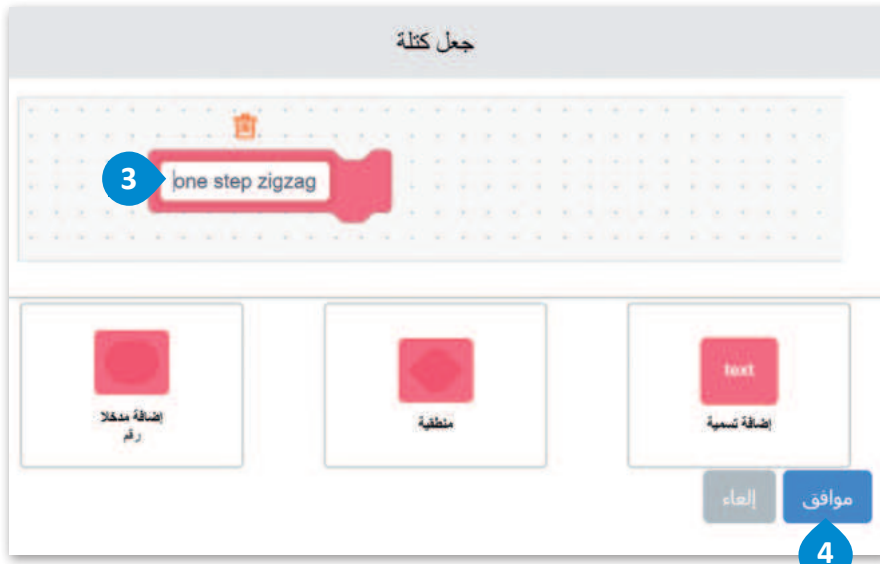 جعل كتلة
3
one step zigzag
text
إضافة تسمية
منطقية
إضافة مدخلا
رقم
موافق
إلغاء
4